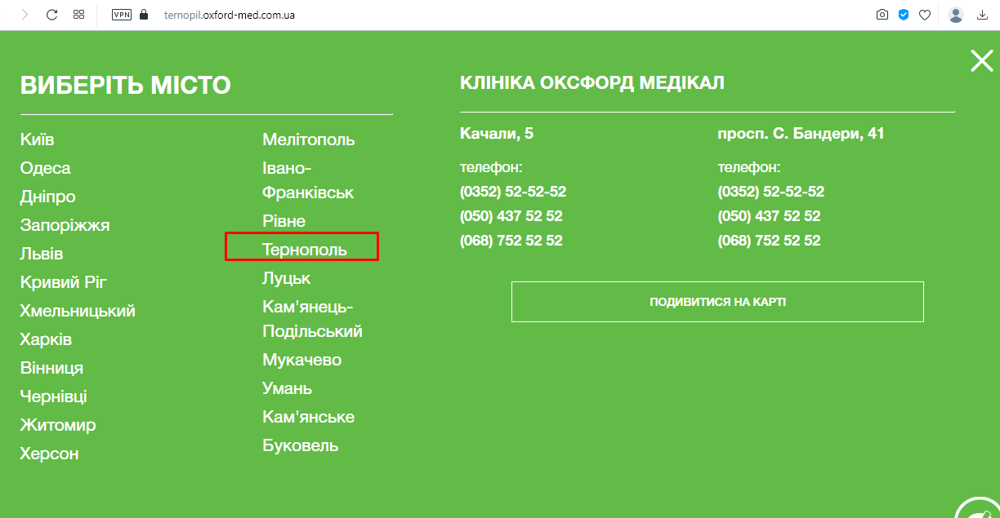 VPN
ternopil.oxford-med.com.ua
ВИБЕРІТЬ МІСТО
Київ
Одеса
Дніпро
Запоріжжя
Львів
Кривий Ріг
Хмельницький
Харків
Вінниця
Чернівці
Житомир
Херсон
Мелітополь
Івано-
Франківськ
Рівне
Тернополь
Луцьк
Кам'янець-
Подільський
Мукачево
Умань
Кам'янське
Буковель
КЛІНІКА ОКСФОРД МЕДІКАЛ
Качали, 5
телефон:
(0352) 52-52-52
(050) 437 52 52
(068) 752 52 52
просп. С. Бандери, 41
телефон:
(0352) 52-52-52
(050) 437 52 52
(068) 752 52 52
ПОДИВИТИСЯ НА КАРТІ